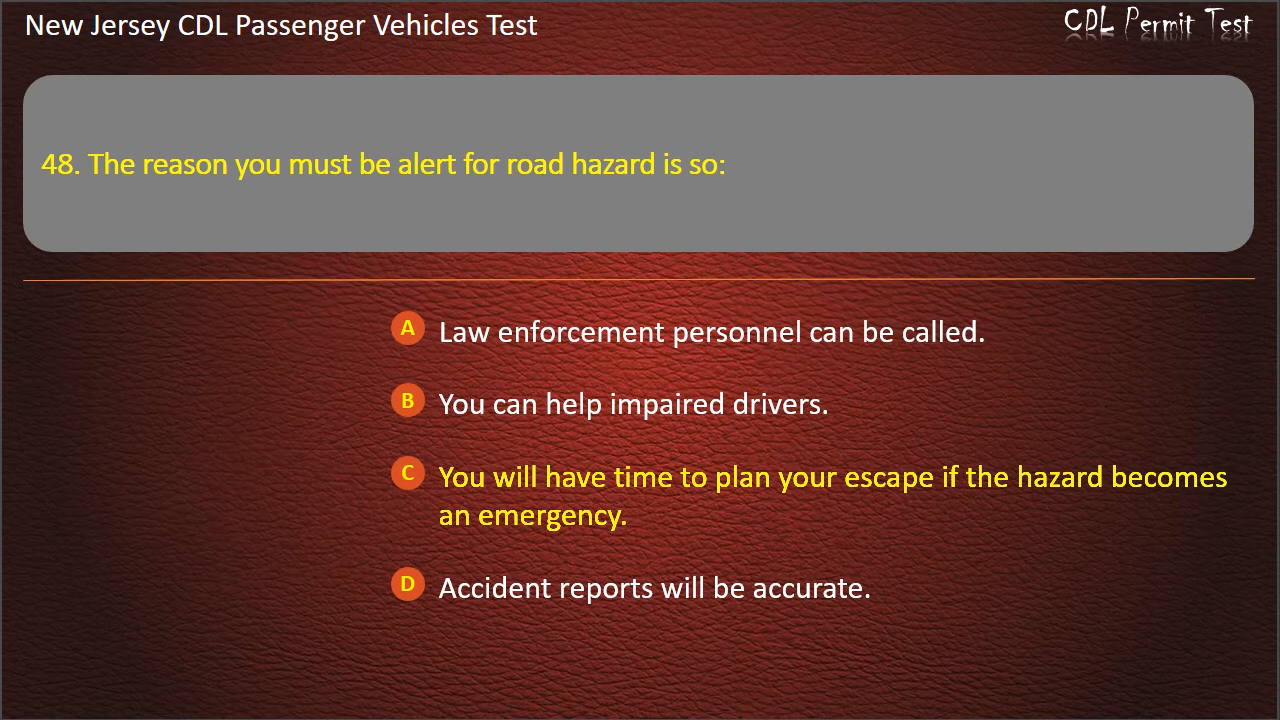 New Jersey CDL Passenger Vehicles Test
CDL Permit Test
48. The reason you must be alert for road hazard is so:
A Law enforcement personnel can be called.
B You can help impaired drivers.
C You will have time to plan your escape if the hazard becomes
an emergency.
D Accident reports will be accurate.